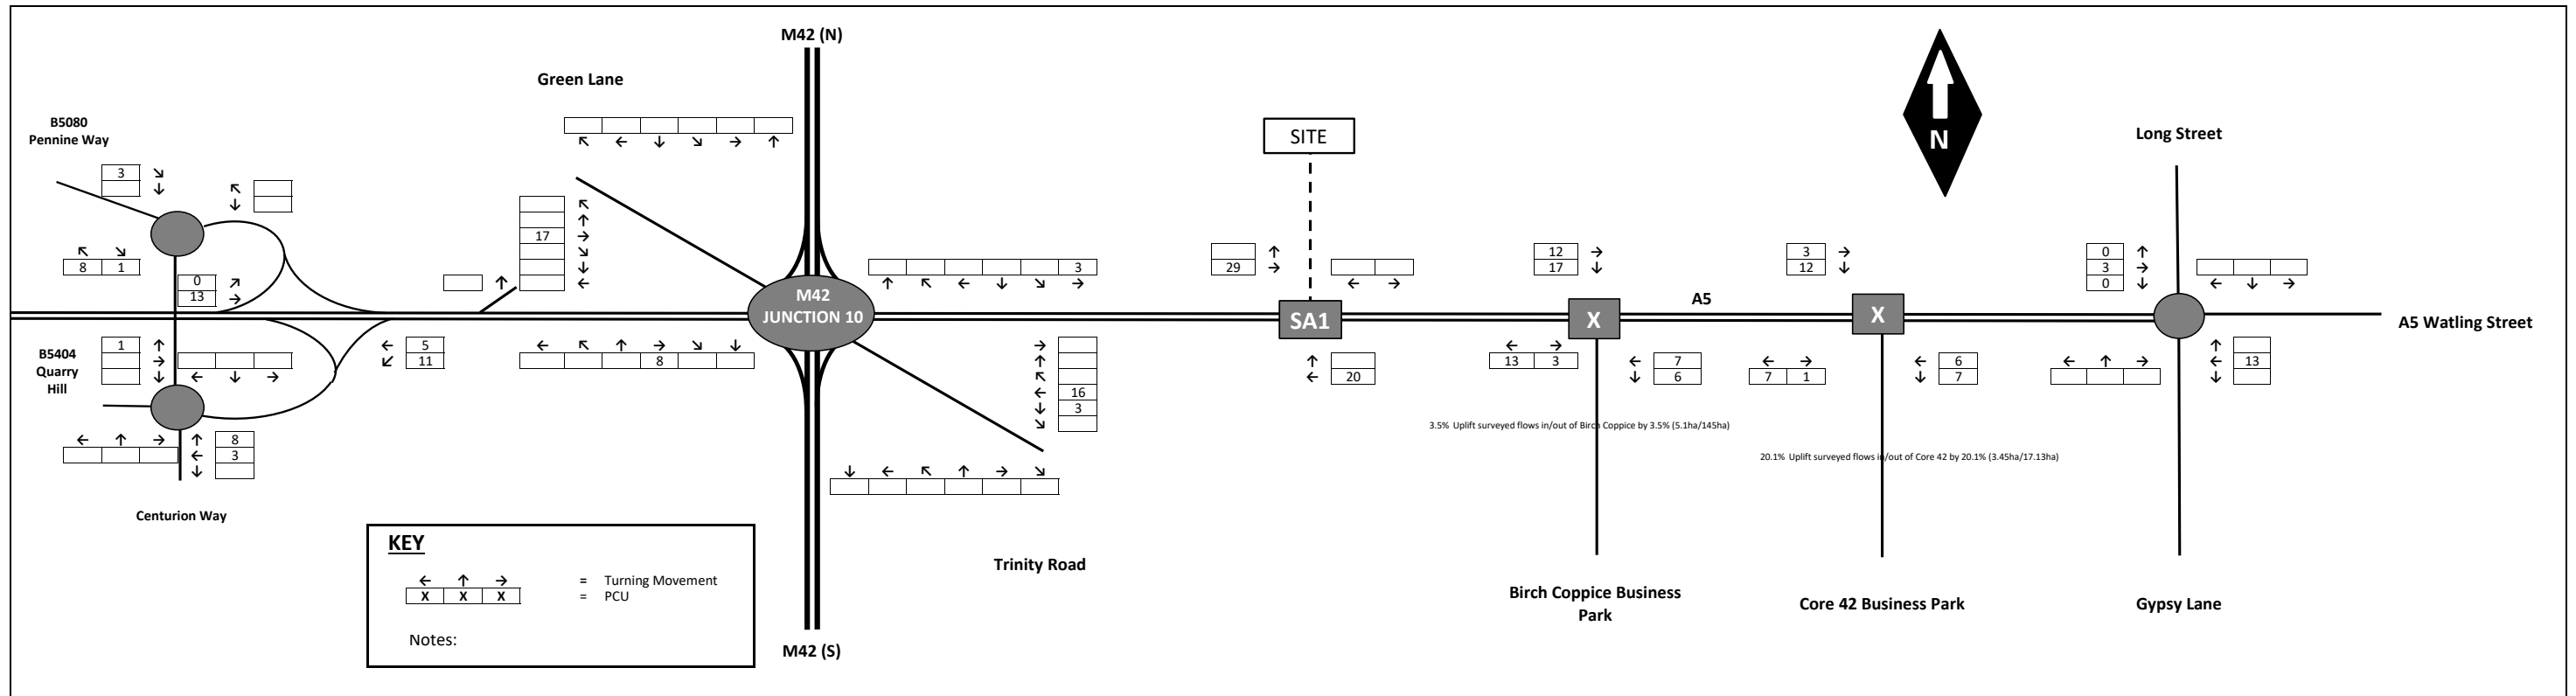 M42 (N)
Green Lane
B5080
Pennine Way
SITE
N
Long Street
↖ ← ↓ ↘ → ↑
3 ↘
↓
↖
↓
↖ ↘
8 1
0 ↗
13 →
↑
↖
↑
17 →
↘
↓
←
3
↑ ↖ ← ↓ ↘ →
↑
29 →
← →
12 →
17 ↓
3 →
12 ↓
0 ↑
3 →
0 ↓
← ↓ →
M42
JUNCTION 10
SA1
X
A5
X
A5 Watling Street
B5404
Quarry
Hill
1 ↑
→
↓
← ↓ →
← 5
↙ 11
← ↖ ↑ → ↘ ↓
8
→
↑
↖
← 16
↓ 3
↘
↑
← 20
← →
13 3
← 7
↓ 6
← →
7 1
← 6
↓ 7
← ↑ →
↑
← 13
↓
3.5% Uplift surveyed flows in/out of Birch Coppice by 3.5% (5.1ha/145ha)
20.1% Uplift surveyed flows in/out of Core 42 by 20.1% (3.45ha/17.13ha)
← ↑ →
↑ 8
← 3
↓
↓ ← ↖ ↑ → ↘
Centurion Way
KEY
← ↑ → = Turning Movement
X X X = PCU
Notes:
Trinity Road
Birch Coppice Business
Park
Core 42 Business Park
Gypsy Lane
M42 (S)